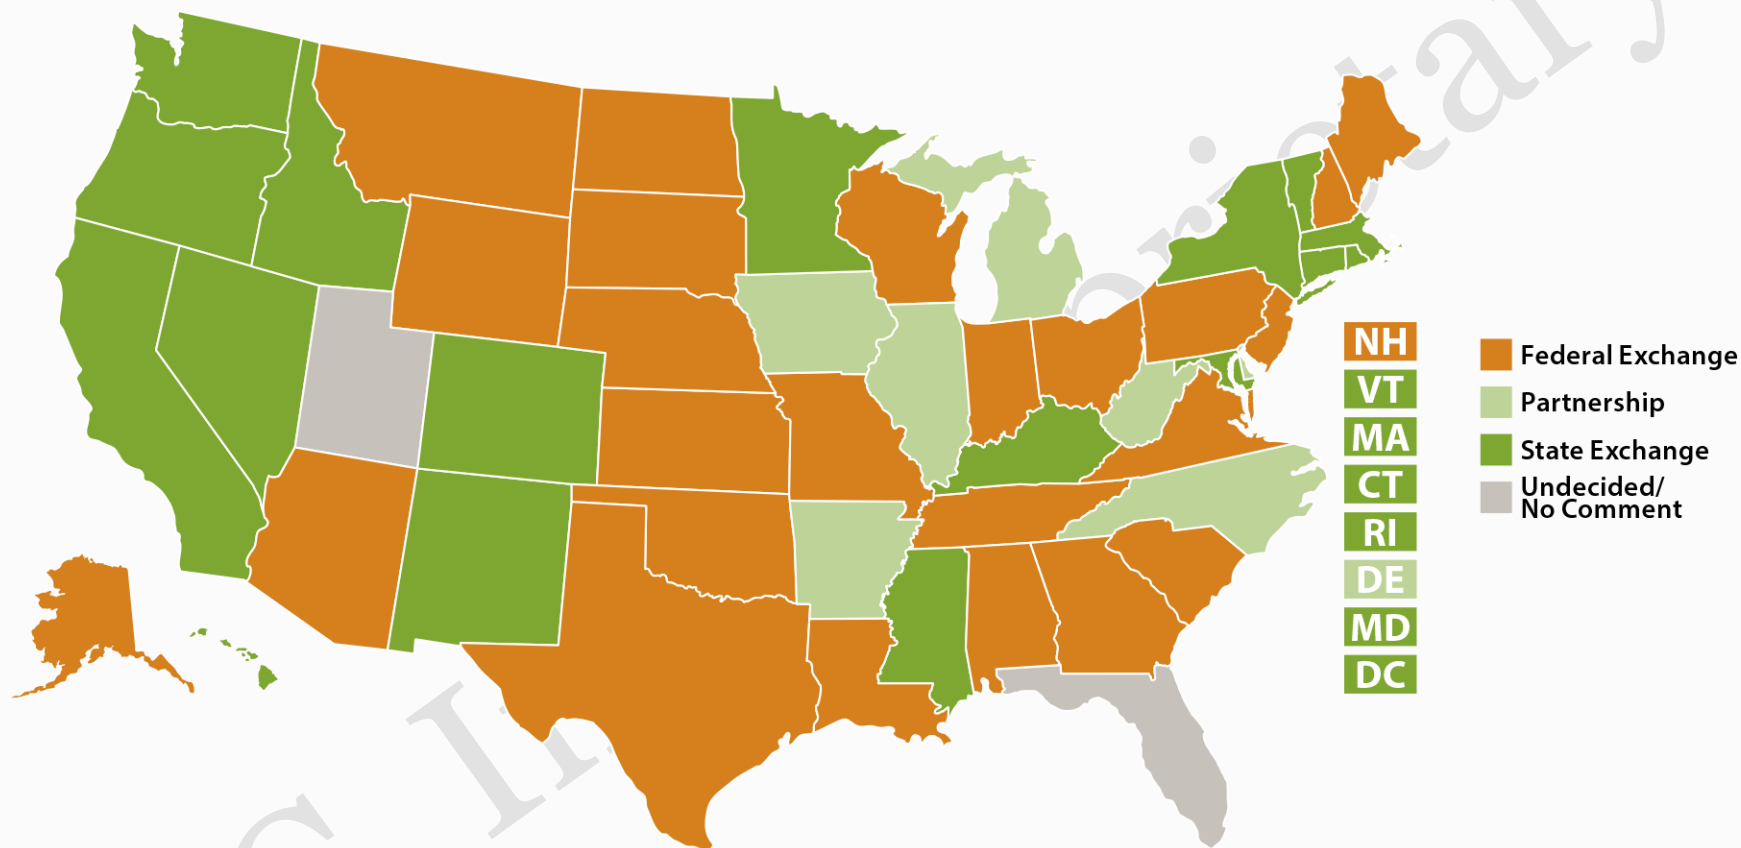 NH
VT
MA
CT
RI
DE
MD
DC
Federal Exchange
Partnership
State Exchange
Undecided/
No Comment